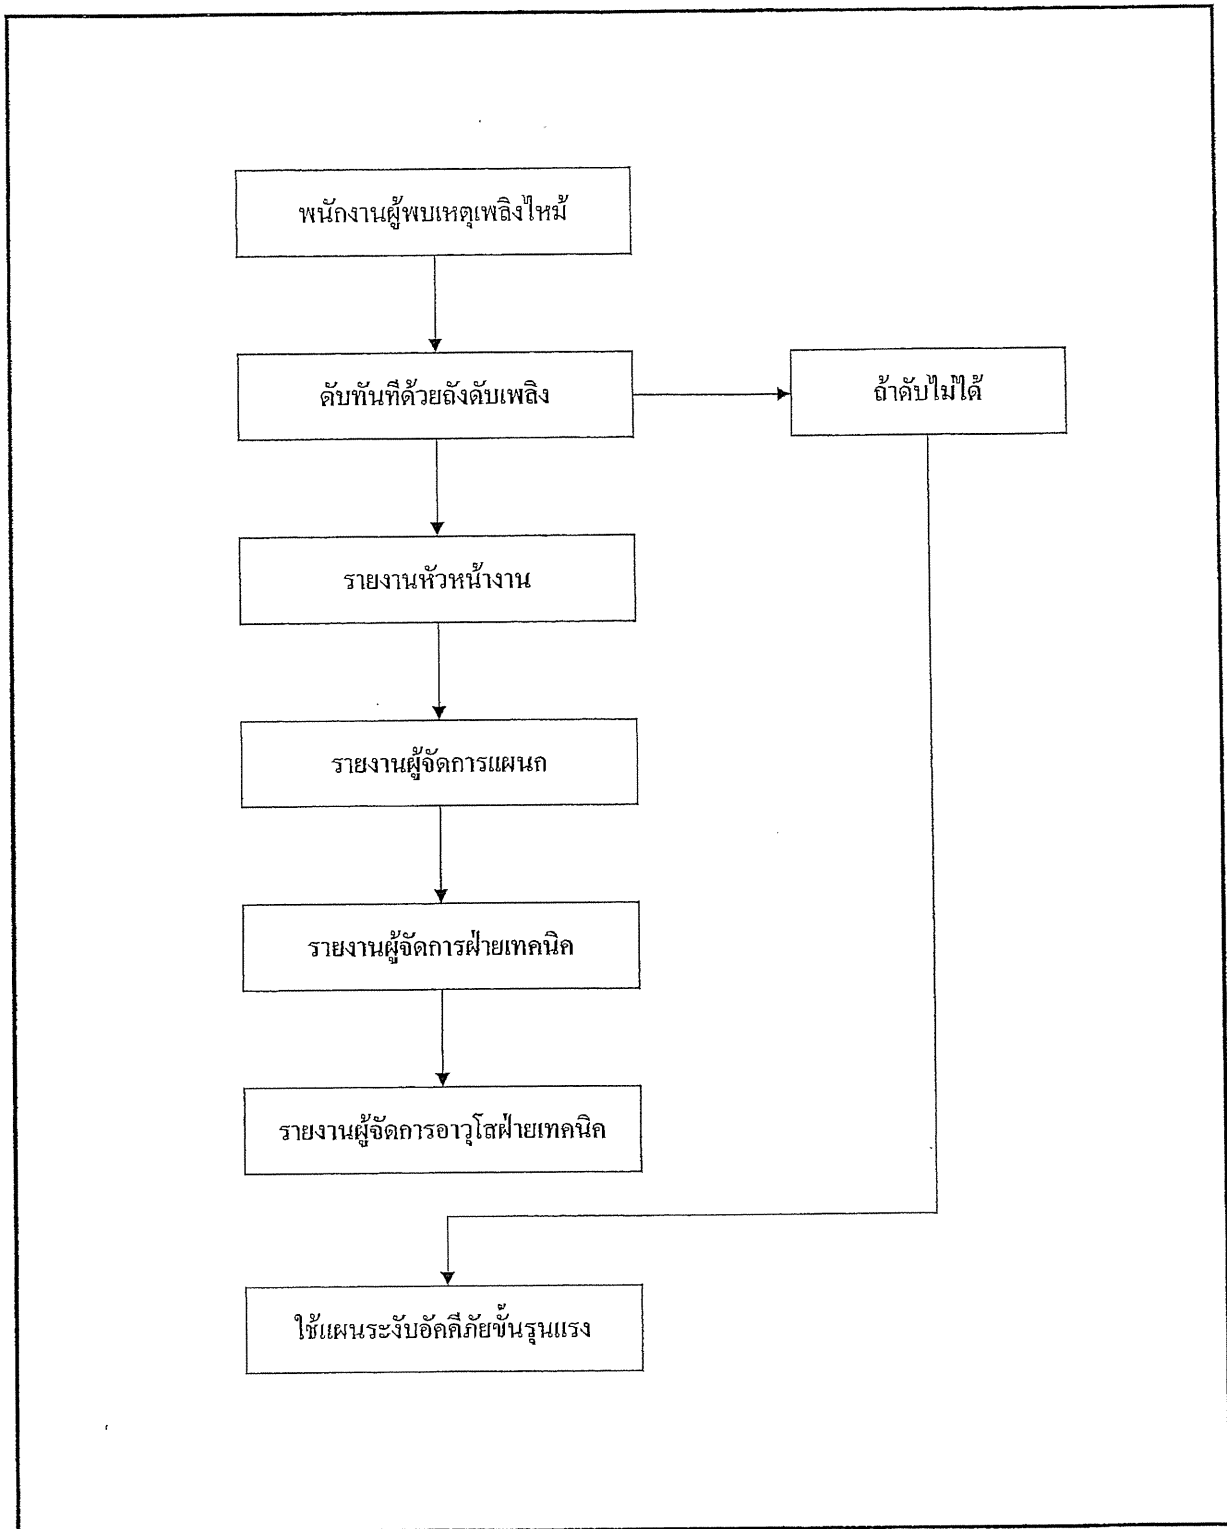 พนักงานผู้พบเหตุเพลิงไหม้
ดับทันทีด้วยถังดับเพลิง
ถ้าดับไม่ได้
รายงานหัวหน้างาน
รายงานผู้จัดการแผนก
รายงานผู้จัดการฝ่ายเทคนิค
รายงานผู้จัดการอาวุโสฝ่ายเทคนิค
ใช้แผนระงับอัคคีภัยขั้นรุนแรง